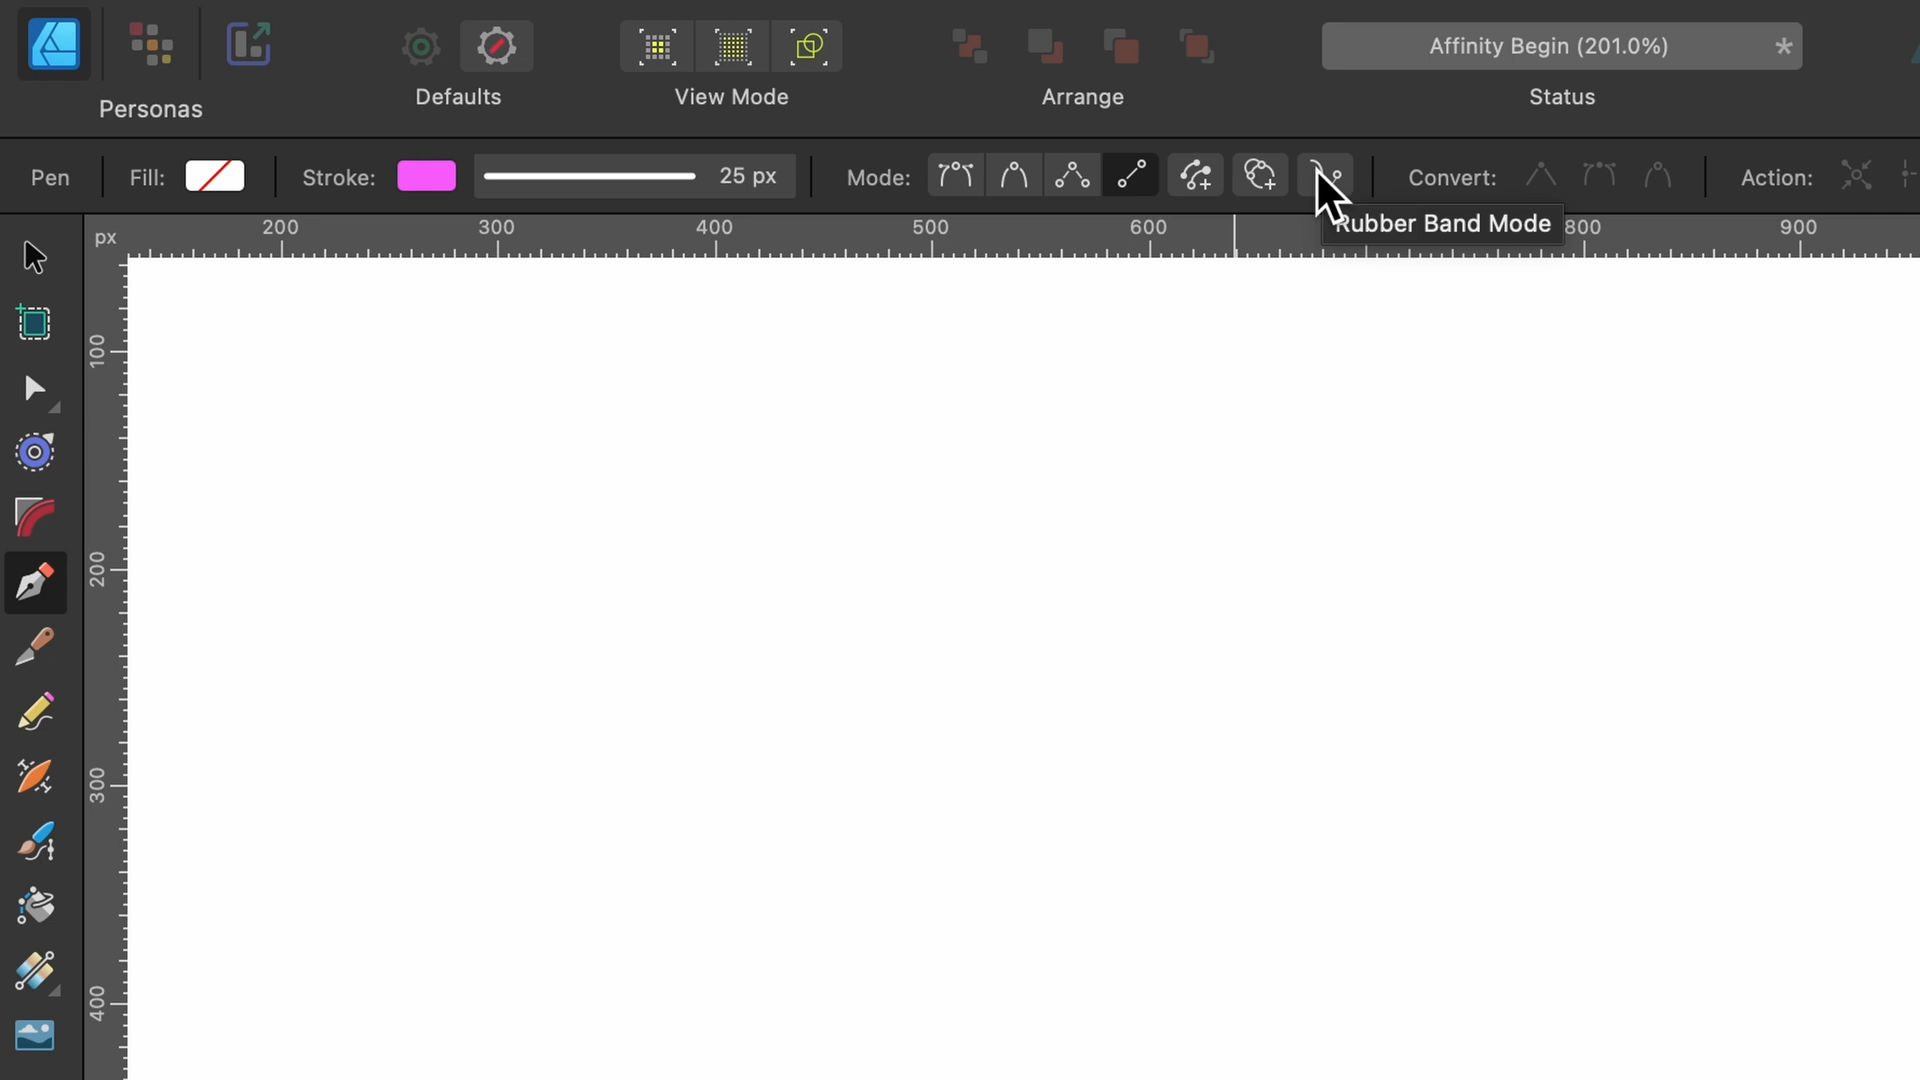 Personas
Defaults
View Mode
Arrange
Affinity Begin (201.0%) *
Status
Pen
Fill:
Stroke:
25 px
Mode:
Convert:
Action:
Rubber Band Mode
px
200
300
400
500
600
800
900
100
200
300
400